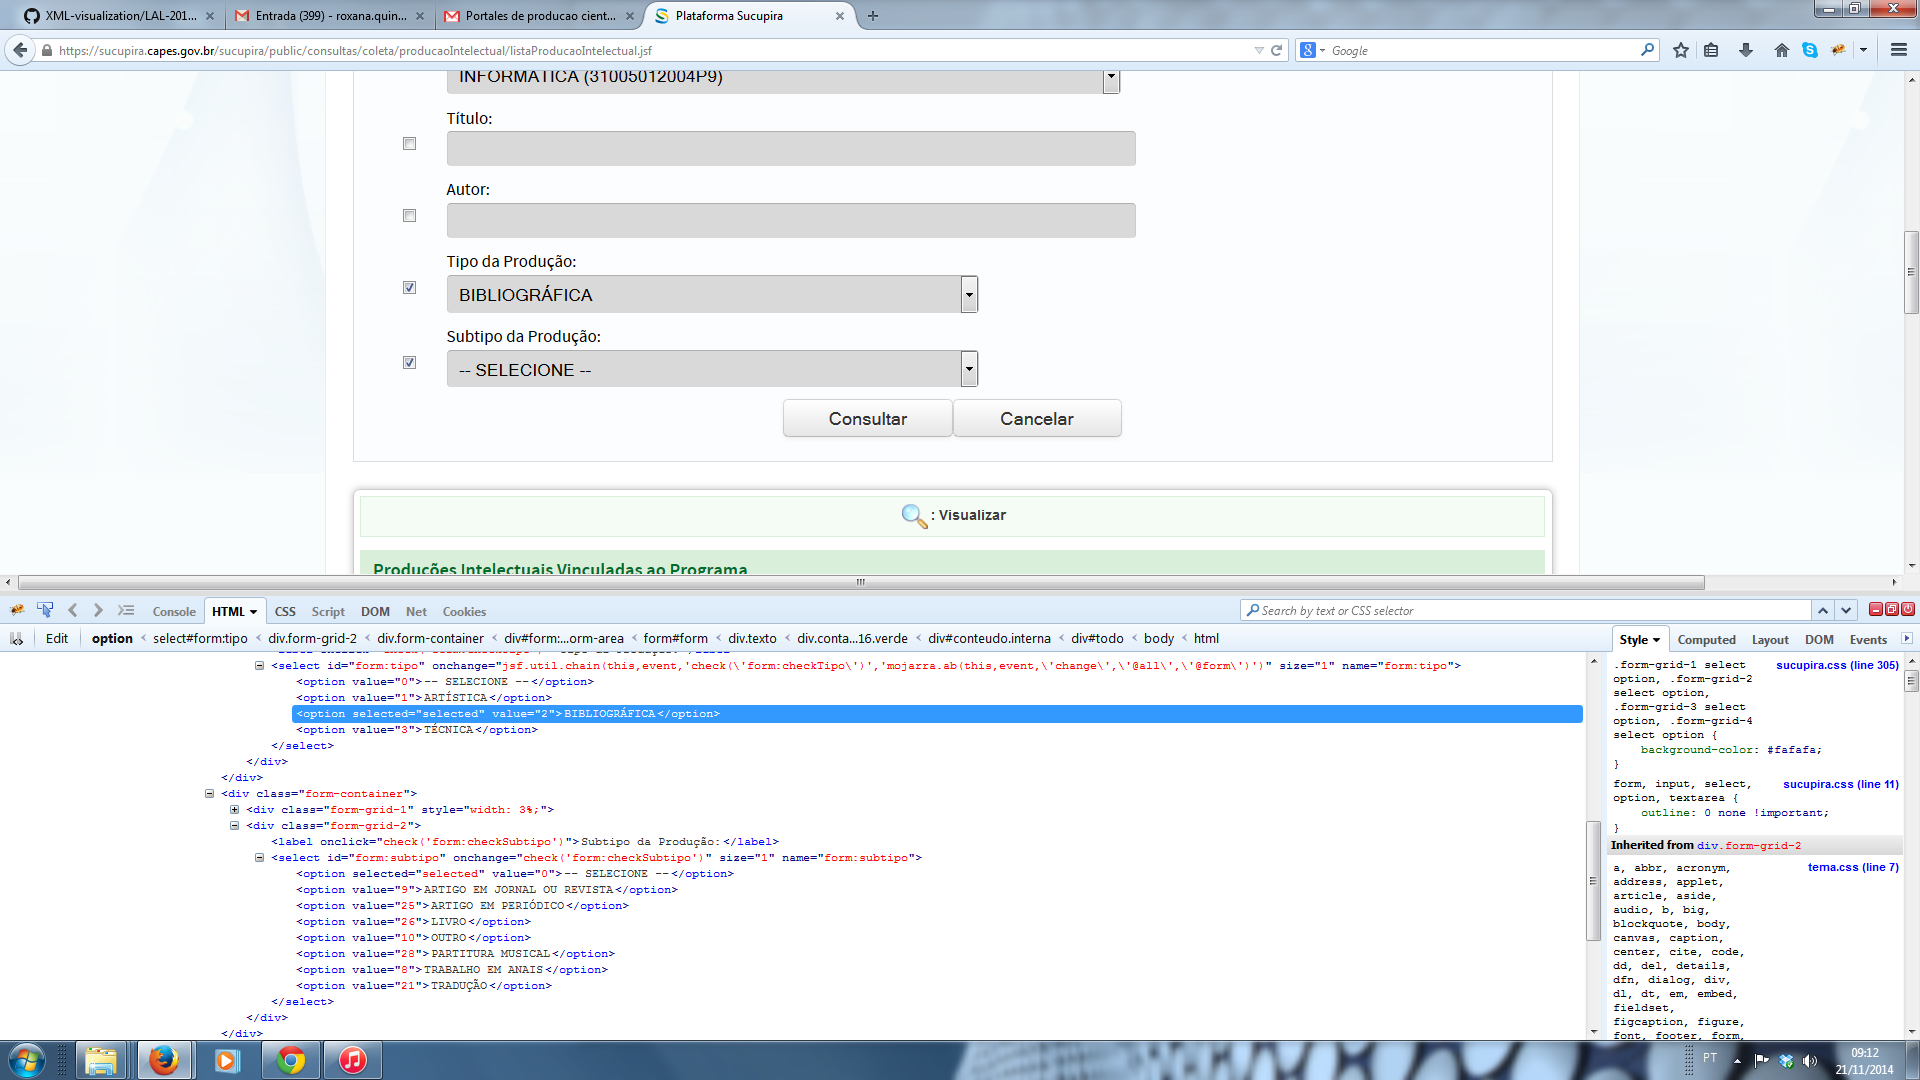 XML-visualization/LAL-201...
Entrada (399) - roxana.quin...
Portales de producao cient...
Plataforma Sucupira
https://sucupira.capes.gov.br/sucupira/public/consultas/coleta/producaoIntelectual/listaProducaoIntelectual.jsf
Google
INFORMÁTICA (31005012004P9)
Título:
Autor:
Tipo da Produção:
BIBLIOGRÁFICA
Subtipo da Produção:
-- SELECIONE --
Consultar
Cancelar
: Visualizar
Produções Intelectuais Vinculadas ao Programa
Console
HTML
CSS
Script
DOM
Net
Cookies
Search by text or CSS selector
Edit
option < select#form:tipo < div.form-grid-2 < div.form-container < div#form:...orm-area < form#form < div.texto < div.conta...16.verde < div#conteudo.interna < div#todo < body < html
Style
Computed
Layout
DOM
Events
<select id="form:tipo" onchange="jsf.util.chain(this,event,'check(\'form:checkTipo\')','mojarra.ab(this,event,\'change\',\'@all\',\'@form\')')" size="1" name="form:tipo">
<option value="0">-- SELECIONE --</option>
<option value="1">ARTÍSTICA</option>
<option selected="selected" value="2">BIBLIOGRÁFICA</option>
<option value="3">TÉCNICA</option>
</select>
</div>
</div>
<div class="form-container">
<div class="form-grid-1" style="width: 3%;">
<div class="form-grid-2">
<label onclick="check('form:checkSubtipo')">Subtipo da Produção:</label>
<select id="form:subtipo" onchange="check('form:checkSubtipo')" size="1" name="form:subtipo">
<option selected="selected" value="0">-- SELECIONE --</option>
<option value="9">ARTIGO EM JORNAL OU REVISTA</option>
<option value="25">ARTIGO EM PERIÓDICO</option>
<option value="26">LIVRO</option>
<option value="10">OUTRO</option>
<option value="28">PARTITURA MUSICAL</option>
<option value="8">TRABALHO EM ANAIS</option>
<option value="21">TRADUÇÃO</option>
</select>
</div>
</div>
.form-grid-1 select sucupira.css (line 305)
option, .form-grid-2
select option,
.form-grid-3 select
option, .form-grid-4
select option {
background-color: #fafafa;
}
form, input, select, sucupira.css (line 11)
option, textarea {
outline: 0 none !important;
}
Inherited from div.form-grid-2
a, abbr, acronym, tema.css (line 7)
address, applet,
article, aside,
audio, b, big,
blockquote, body,
canvas, caption,
center, cite, code,
dd, del, details,
dfn, dialog, div,
dl, dt, em, embed,
fieldset,
figcaption, figure,
font, footer, form,
PT
09:12
21/11/2014